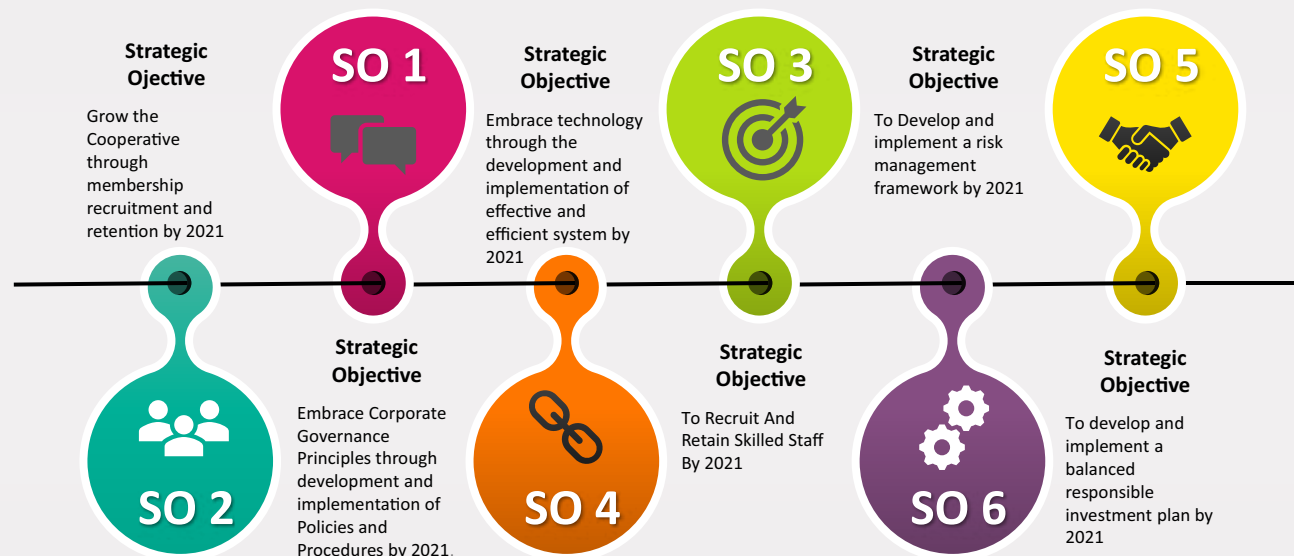 Strategic
Ojective
Grow the
Cooperative
through
membership
recruitment and
retention by 2021
SO 2
SO 1
Strategic
Objective
Embrace Corporate
Governance
Principles through
development and
implementation of
Policies and
Procedures by 2021.
Strategic
Objective
Embrace technology
through the
development and
implementation of
effective and
efficient system by
2021
SO 4
SO 3
Strategic
Objective
To Recruit And
Retain Skilled Staff
By 2021
Strategic
Objective
To Develop and
implement a risk
management
framework by 2021
SO 6
SO 5
Strategic
Objective
To develop and
implement a
balanced
responsible
investment plan by
2021